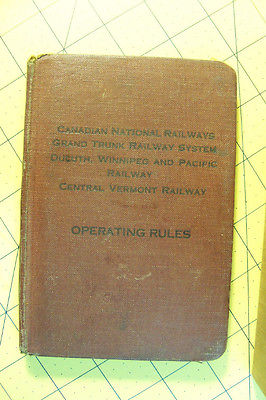 CANADIAN NATIONAL RAILWAYS
GRAND TRUNK RAILWAY SYSTEM
DULUTH, WINNIPEG AND PACIFIC
RAILWAY
CENTRAL VERMONT RAILWAY
OPERATING RULES